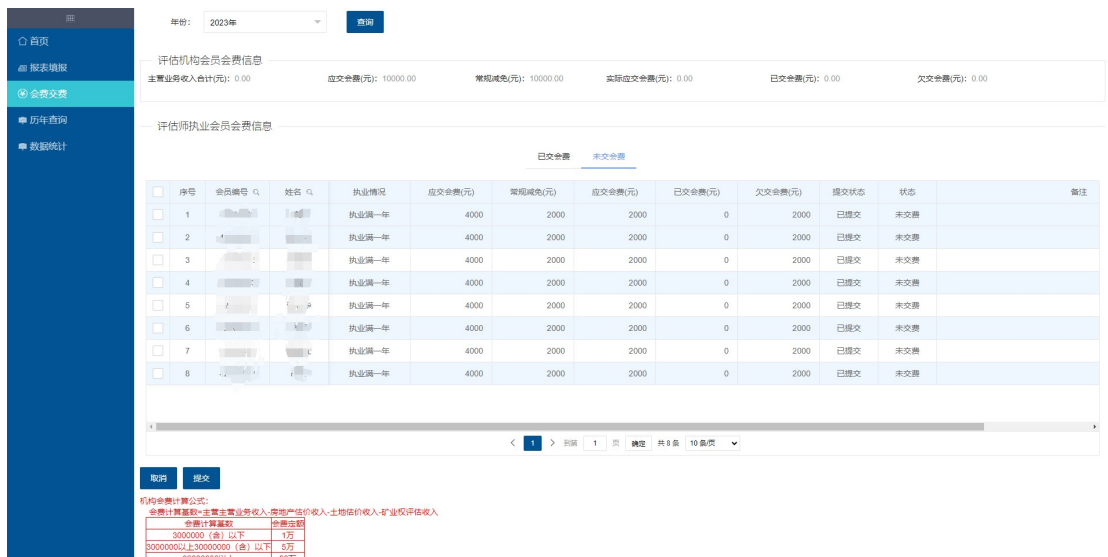 年份： 2023年 查询
首页
报表填报
会费交费
历年查询
数据统计
评估机构会员会费信息
主营业务收入合计(元)：0.00 应交会费(元)：10000.00 常规减免(元)：10000.00 实际应交会费(元)：0.00 已交会费(元)：0.00 欠交会费(元)：0.00
评估师执业会员会费信息
已交会费 未交会费
序号 会员编号 姓名 执业情况 应交会费(元) 常规减免(元) 应交会费(元) 已交会费(元) 欠交会费(元) 提交状态 状态 备注
1 执业满一年 4000 2000 2000 0 2000 已提交 未交费
2 执业满一年 4000 2000 2000 0 2000 已提交 未交费
3 执业满一年 4000 2000 2000 0 2000 已提交 未交费
4 执业满一年 4000 2000 2000 0 2000 已提交 未交费
5 执业满一年 4000 2000 2000 0 2000 已提交 未交费
6 执业满一年 4000 2000 2000 0 2000 已提交 未交费
7 执业满一年 4000 2000 2000 0 2000 已提交 未交费
8 执业满一年 4000 2000 2000 0 2000 已提交 未交费
< 1 > 到第 1 页 确定 共 8 条 10 条/页
取消 提交
机构会费计算公式：
会费计算基数=主营主营业务收入-房地产估价收入-土地估价收入-矿业权评估收入
会费计算基数 会费定额
3000000（含）以下 1万
3000000以上30000000（含）以下 5万